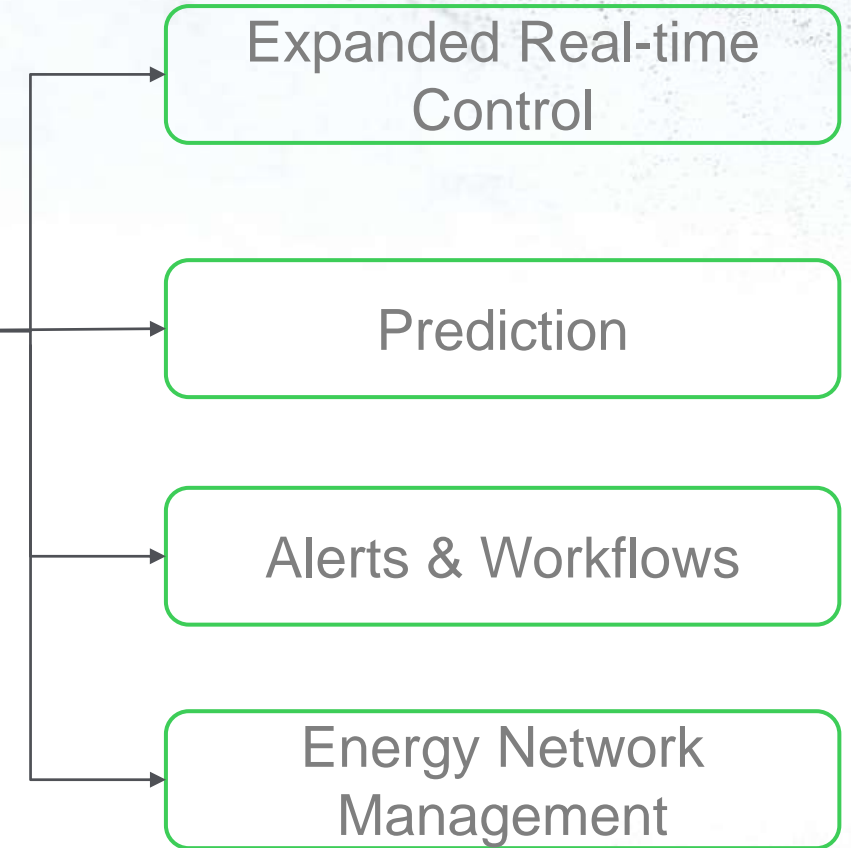 Expanded Real-time
Control
Prediction
Alerts & Workflows
Energy Network
Management